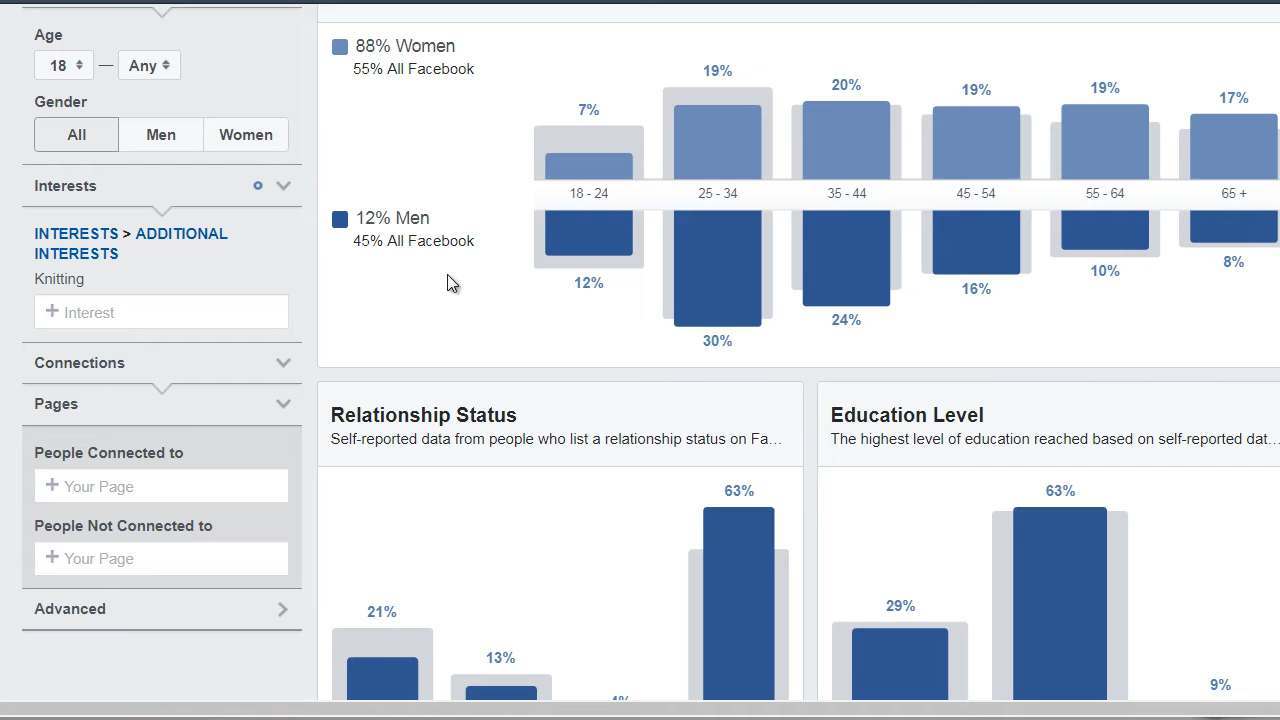 Age
18 — Any
Gender
All Men Women
Interests
INTERESTS > ADDITIONAL
INTERESTS
Knitting
+ Interest
Connections
Pages
People Connected to
+ Your Page
People Not Connected to
+ Your Page
Advanced
88% Women
55% All Facebook
7% 19% 20% 19% 19% 17%
18 - 24 25 - 34 35 - 44 45 - 54 55 - 64 65 +
12% Men
45% All Facebook
12% 30% 24% 16% 10% 8%
Relationship Status
Self-reported data from people who list a relationship status on Fa...
21% 13% 4% 63%
Education Level
The highest level of education reached based on self-reported dat...
29% 63% 9%